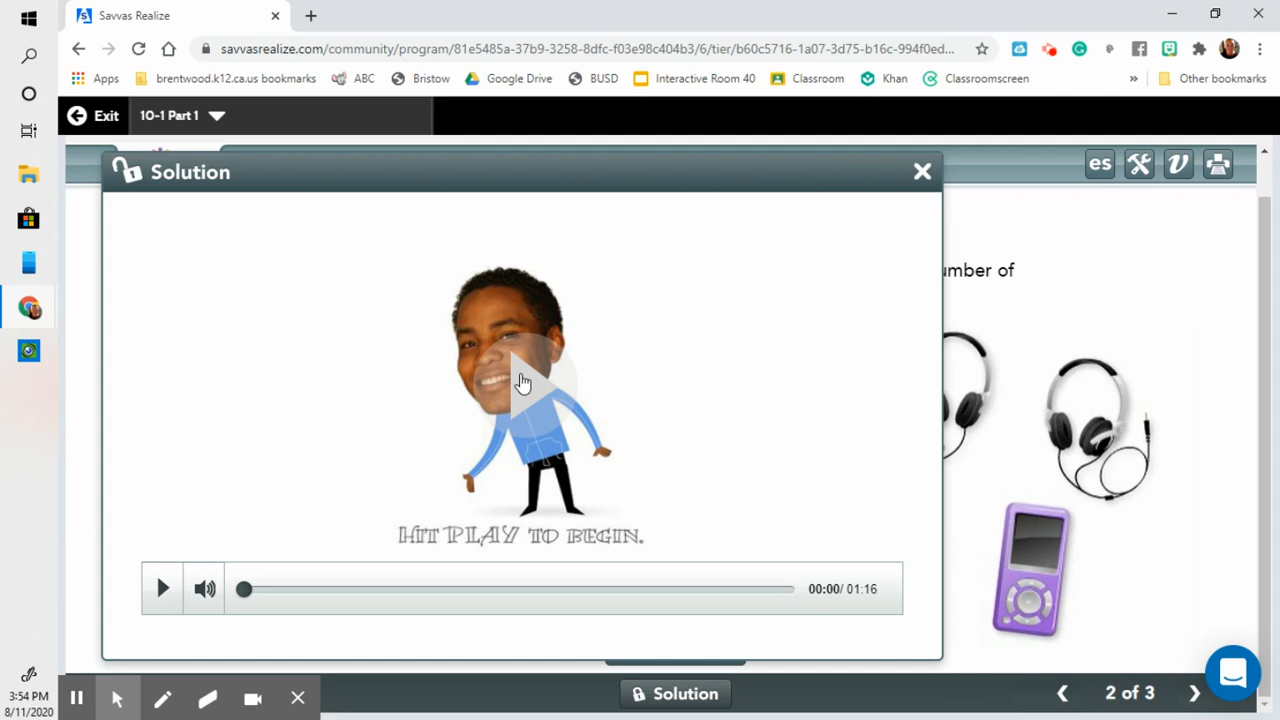 Savvas Realize
savvasrealize.com/community/program/81e5485a-37b9-3258-8dfc-f03e98c404b3/6/tier/b60c5716-1a07-3d75-b16c-994f0ed...
Apps brentwood.k12.ca.us bookmarks ABC Bristow Google Drive BUSD Interactive Room 40 Classroom Khan Classroomscreen » Other bookmarks
Exit 10-1 Part 1
es
Solution
umber of
HIT PLAY TO BEGIN.
00:00/ 01:16
Solution
2 of 3
3:54 PM
8/11/2020